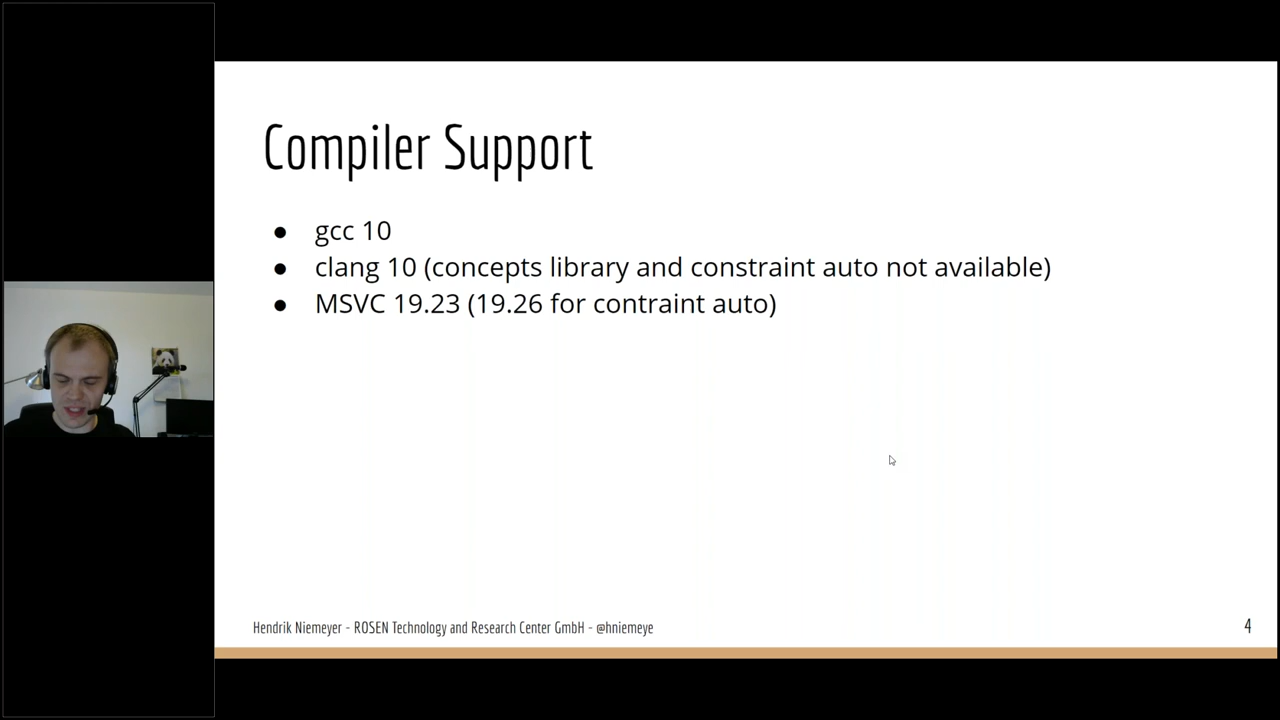 Compiler Support
● gcc 10
● clang 10 (concepts library and constraint auto not available)
● MSVC 19.23 (19.26 for contraint auto)
Hendrik Niemeyer - ROSEN Technology and Research Center GmbH - @hniemeye
4